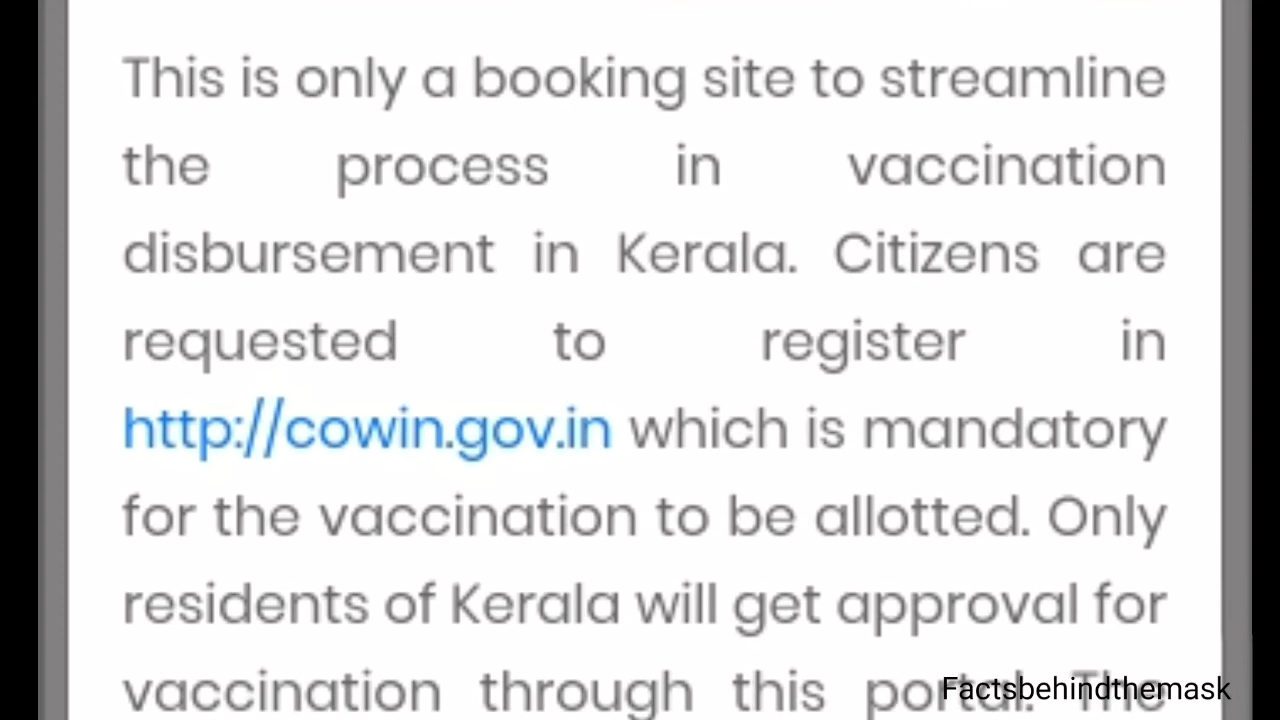 This is only a booking site to streamline
the process in vaccination
disbursement in Kerala. Citizens are
requested to register in
http://cowin.gov.in which is mandatory
for the vaccination to be allotted. Only
residents of Kerala will get approval for
vaccination through this portal. The
Factsbehindthemask